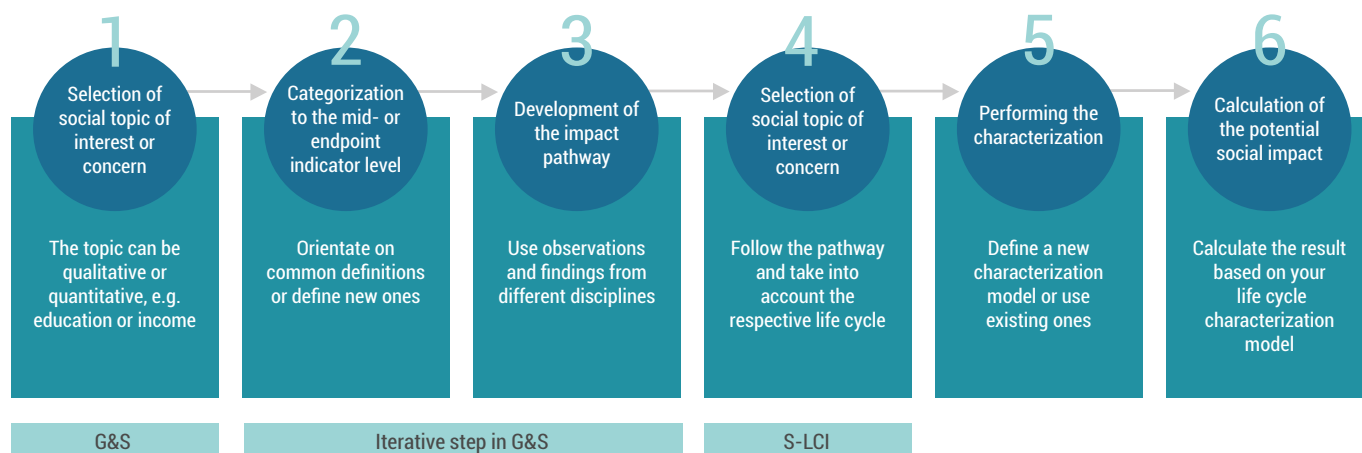 1
Selection of
social topic of
interest or
concern
The topic can be
qualitative or
quantitative, e.g.
education or income
2
Categorization
to the mid- or
endpoint
indicator level
Orientate on
common definitions
or define new ones
3
Development of
the impact
pathway
Use observations
and findings from
different disciplines
4
Selection of
social topic of
interest or
concern
Follow the pathway
and take into
account the
respective life cycle
5
Performing the
characterization
Define a new
characterization
model or use
existing ones
6
Calculation of
the potential
social impact
Calculate the result
based on your
life cycle
characterization
model
G&S
Iterative step in G&S
S-LCI